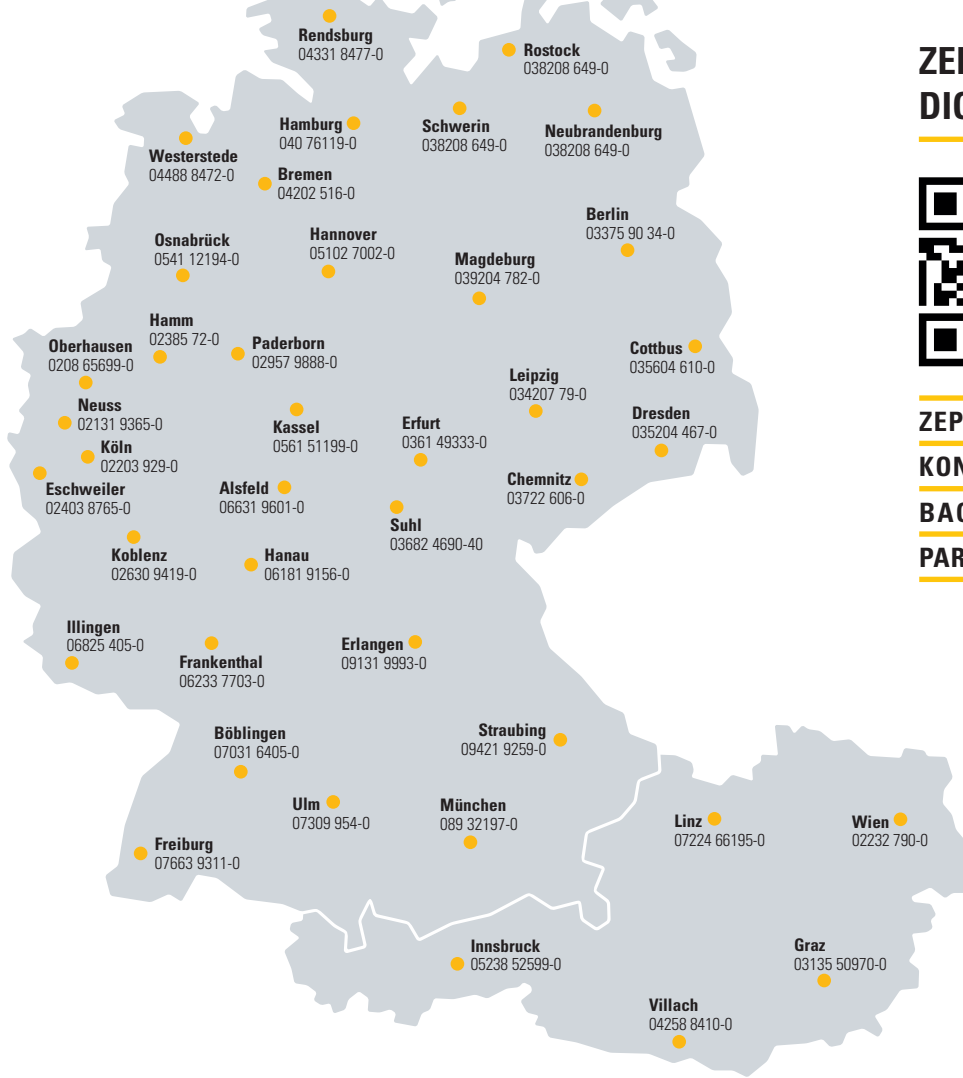 Rendsburg
04331 8477-0
Rostock
038208 649-0
Hamburg
040 76119-0
Schwerin
038208 649-0
Neubrandenburg
038208 649-0
Westerstede
04488 8472-0
Bremen
04202 516-0
Berlin
03375 90 34-0
Osnabrück
0541 12194-0
Hannover
05102 7002-0
Magdeburg
039204 782-0
Hamm
02385 72-0
Oberhausen
0208 65699-0
Paderborn
02957 9888-0
Cottbus
035604 610-0
Leipzig
034207 79-0
Neuss
02131 9365-0
Kassel
0561 51199-0
Erfurt
0361 49333-0
Dresden
035204 467-0
Köln
02203 929-0
Eschweiler
02403 8765-0
Alsfeld
06631 9601-0
Chemnitz
03722 606-0
Suhl
03682 4690-40
Koblenz
02630 9419-0
Hanau
06181 9156-0
Illingen
06825 405-0
Frankenthal
06233 7703-0
Erlangen
09131 9993-0
Böblingen
07031 6405-0
Straubing
09421 9259-0
Ulm
07309 954-0
München
089 32197-0
Freiburg
07663 9311-0
Linz
07224 66195-0
Wien
02232 790-0
Innsbruck
05238 52599-0
Graz
03135 50970-0
Villach
04258 8410-0
ZEP
KON
PAR